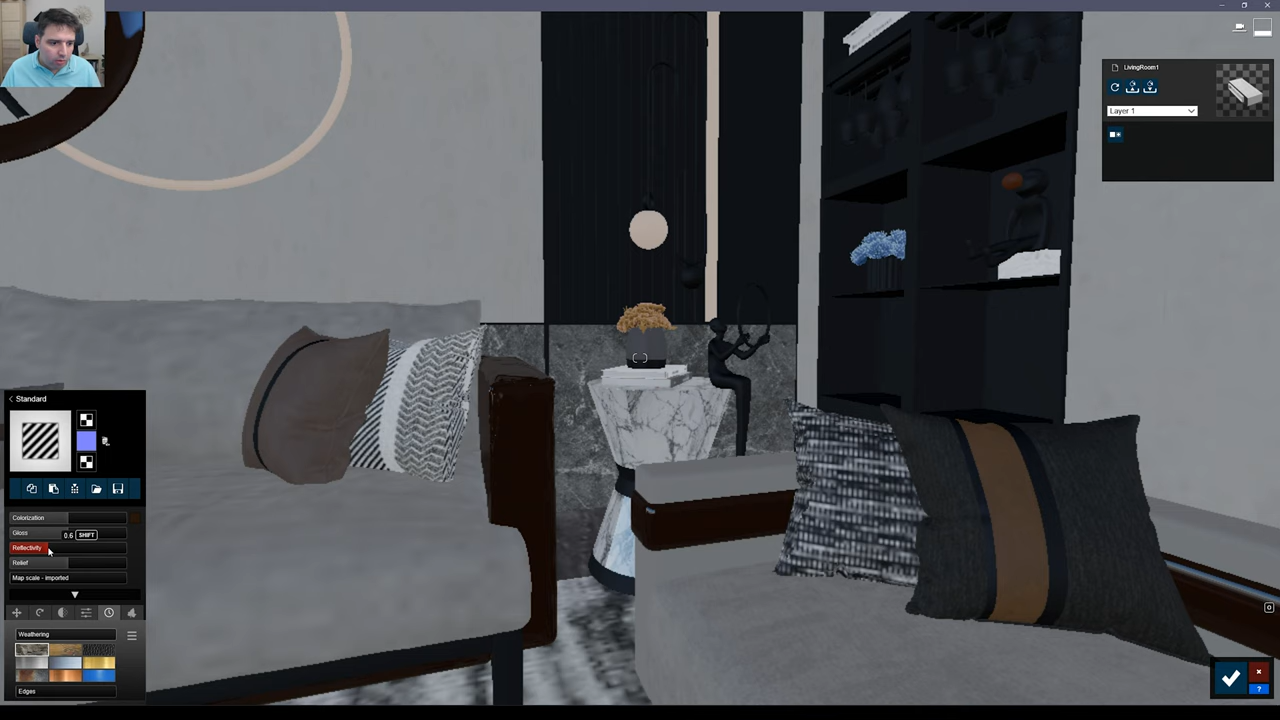 LivingRoom1
Layer 1
Standard
Colorization
Gloss
0.6 SHIFT
Reflectivity
Relief
Map scale - imported
Weathering
Edges
?